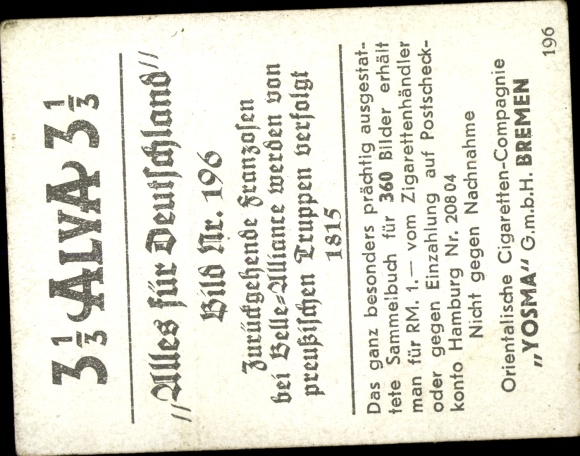 3⅓ ALVA 3⅓
"Alles für Deutschland"
Bild Nr. 196
Zurückgehende Franzosen
bei Belle-Alliance werden von
preußischen Truppen verfolgt
1815
Das ganz besonders prächtig ausgestat-
tete Sammelbuch für 360 Bilder erhält
man für RM. 1.— vom Zigarettenhändler
oder gegen Einzahlung auf Postscheck-
konto Hamburg Nr. 20804
Nicht gegen Nachnahme
Orientalische Cigaretten-Compagnie
„YOSMA" G.m.b.H. BREMEN
196